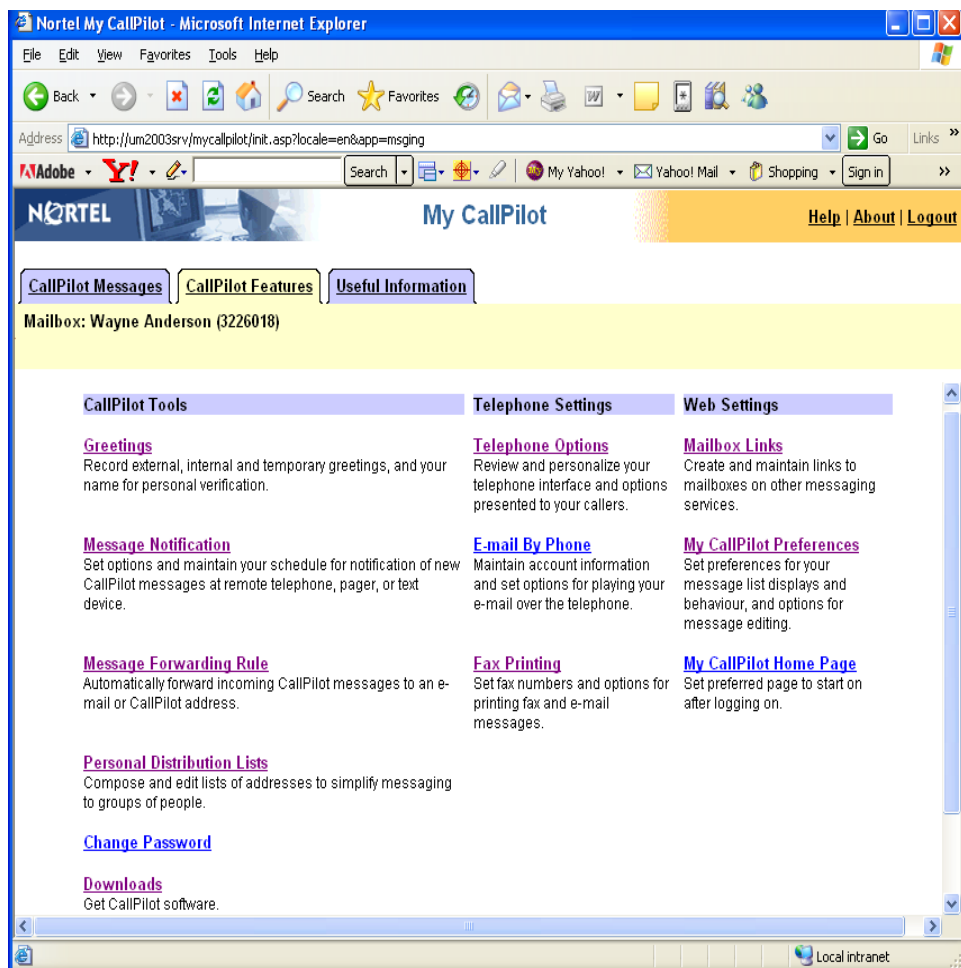 Nortel My CallPilot - Microsoft Internet Explorer
File Edit View Favorites Tools Help
Back Search Favorites
Address http://um2003srv/mycallpilot/init.asp?locale=en&app=msging Go Links »
Adobe Y! Search My Yahoo! Yahoo! Mail Shopping Sign in »
NORTEL My CallPilot Help | About | Logout
CallPilot Messages CallPilot Features Useful Information
Mailbox: Wayne Anderson (3226018)
CallPilot Tools
Greetings
Record external, internal and temporary greetings, and your
name for personal verification.
Message Notification
Set options and maintain your schedule for notification of new
CallPilot messages at remote telephone, pager, or text
device.
Message Forwarding Rule
Automatically forward incoming CallPilot messages to an e-
mail or CallPilot address.
Personal Distribution Lists
Compose and edit lists of addresses to simplify messaging
to groups of people.
Change Password
Downloads
Get CallPilot software.
Telephone Settings
Telephone Options
Review and personalize your
telephone interface and options
presented to your callers.
E-mail By Phone
Maintain account information
and set options for playing your
e-mail over the telephone.
Fax Printing
Set fax numbers and options for
printing fax and e-mail
messages.
Web Settings
Mailbox Links
Create and maintain links to
mailboxes on other messaging
services.
My CallPilot Preferences
Set preferences for your
message list displays and
behaviour, and options for
message editing.
My CallPilot Home Page
Set preferred page to start on
after logging on.
Local intranet